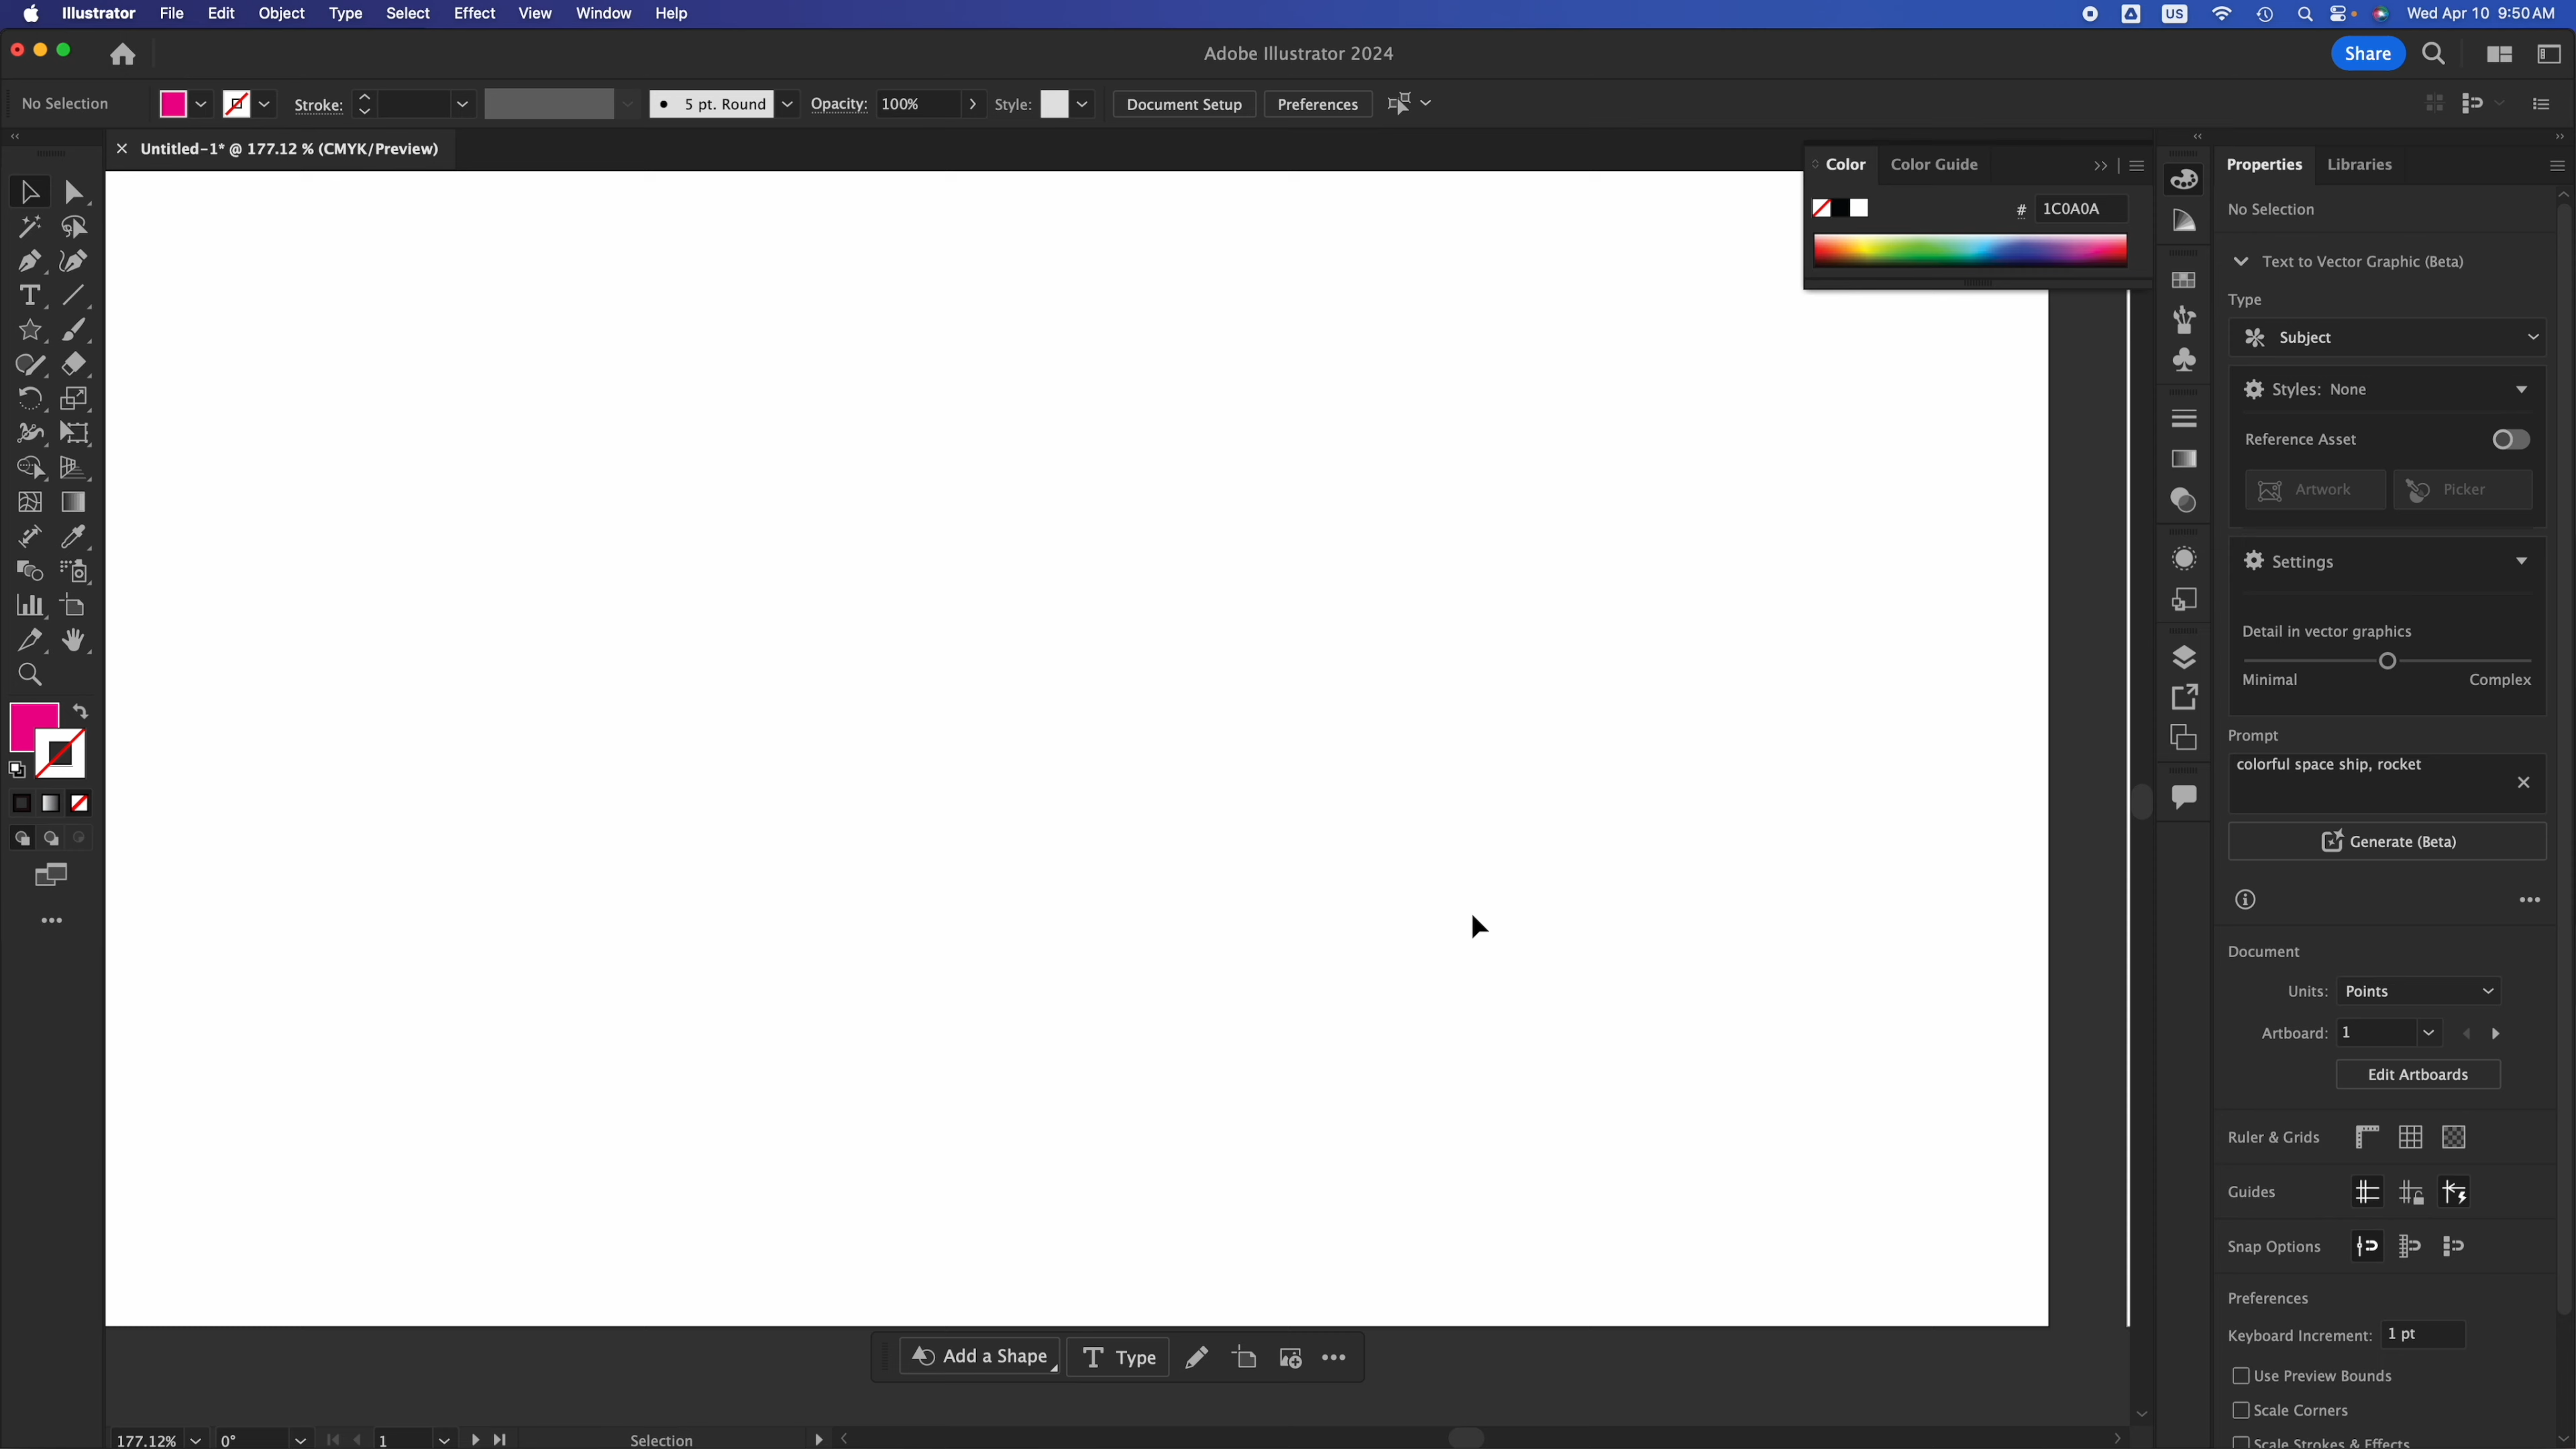 Illustrator File Edit Object Type Select Effect View Window Help US Wed Apr 10 9:50 AM
Adobe Illustrator 2024 Share
No Selection Stroke: 5 pt. Round Opacity: 100% Style: Document Setup Preferences
Untitled-1* @ 177.12 % (CMYK/Preview)
Color Color Guide
# 1C0A0A
Properties Libraries
No Selection
Text to Vector Graphic (Beta)
Type
Subject
Styles: None
Reference Asset
Artwork Picker
Settings
Detail in vector graphics
Minimal Complex
Prompt
colorful space ship, rocket
Generate (Beta)
Document
Units: Points
Artboard: 1
Edit Artboards
Ruler & Grids
Guides
Snap Options
Preferences
Keyboard Increment: 1 pt
Use Preview Bounds
Scale Corners
Scale Strokes & Effects
Add a Shape Type
177.12% 0° 1 Selection